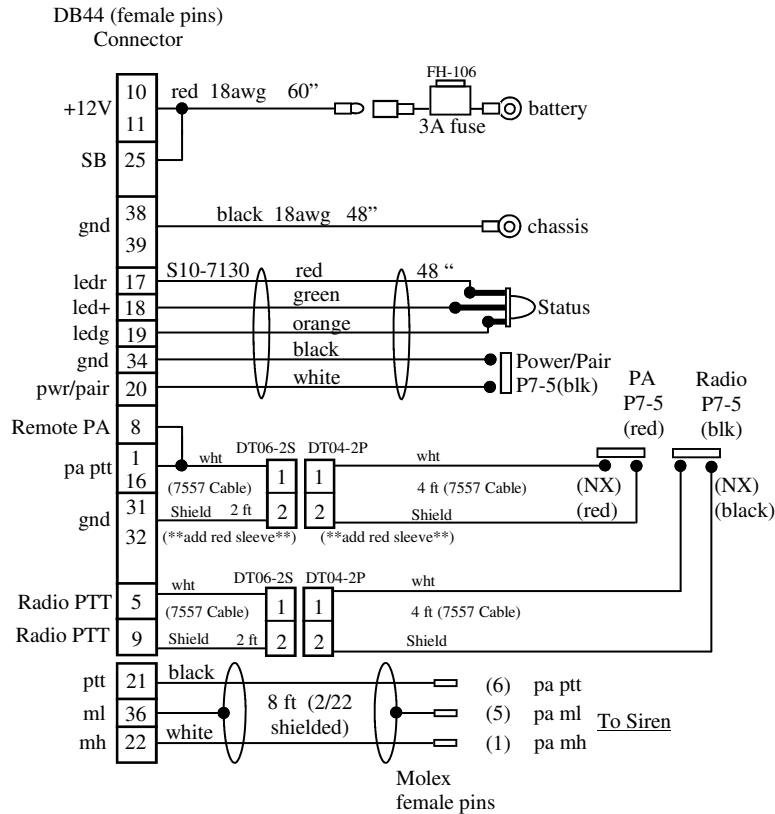 DB44 (female pins)
Connector
+12V 10 red 18awg 60” FH-106 battery
11 3A fuse
SB 25
gnd 38 black 18awg 48” chassis
39
ledr 17 S10-7130 red 48 “
led+ 18 green Status
ledg 19 orange
gnd 34 black Power/Pair
pwr/pair 20 white P7-5(blk)
PA Radio
P7-5 P7-5
(red) (blk)
Remote PA 8
pa ptt 1 wht DT06-2S DT04-2P wht
16 (7557 Cable) 1 1 4 ft (7557 Cable) (NX) (NX)
(red) (black)
gnd 31 Shield 2 ft 2 2 Shield
32 (**add red sleeve**) (**add red sleeve**)
DT06-2S DT04-2P
Radio PTT 5 wht 1 1 wht
(7557 Cable) 4 ft (7557 Cable)
Radio PTT 9 Shield 2 ft 2 2 Shield
ptt 21 black (6) pa ptt
ml 36 8 ft (2/22 (5) pa ml To Siren
shielded)
mh 22 white (1) pa mh
Molex
female pins